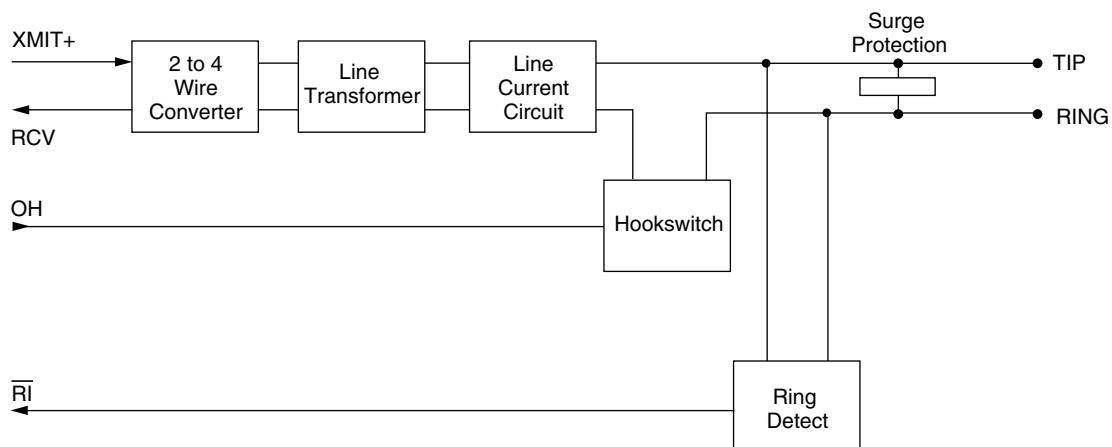 XMIT+
2 to 4
Wire
Converter
Line
Transformer
Line
Current
Circuit
Surge
Protection
TIP
RING
RCV
OH
Hookswitch
R̅I̅
Ring
Detect